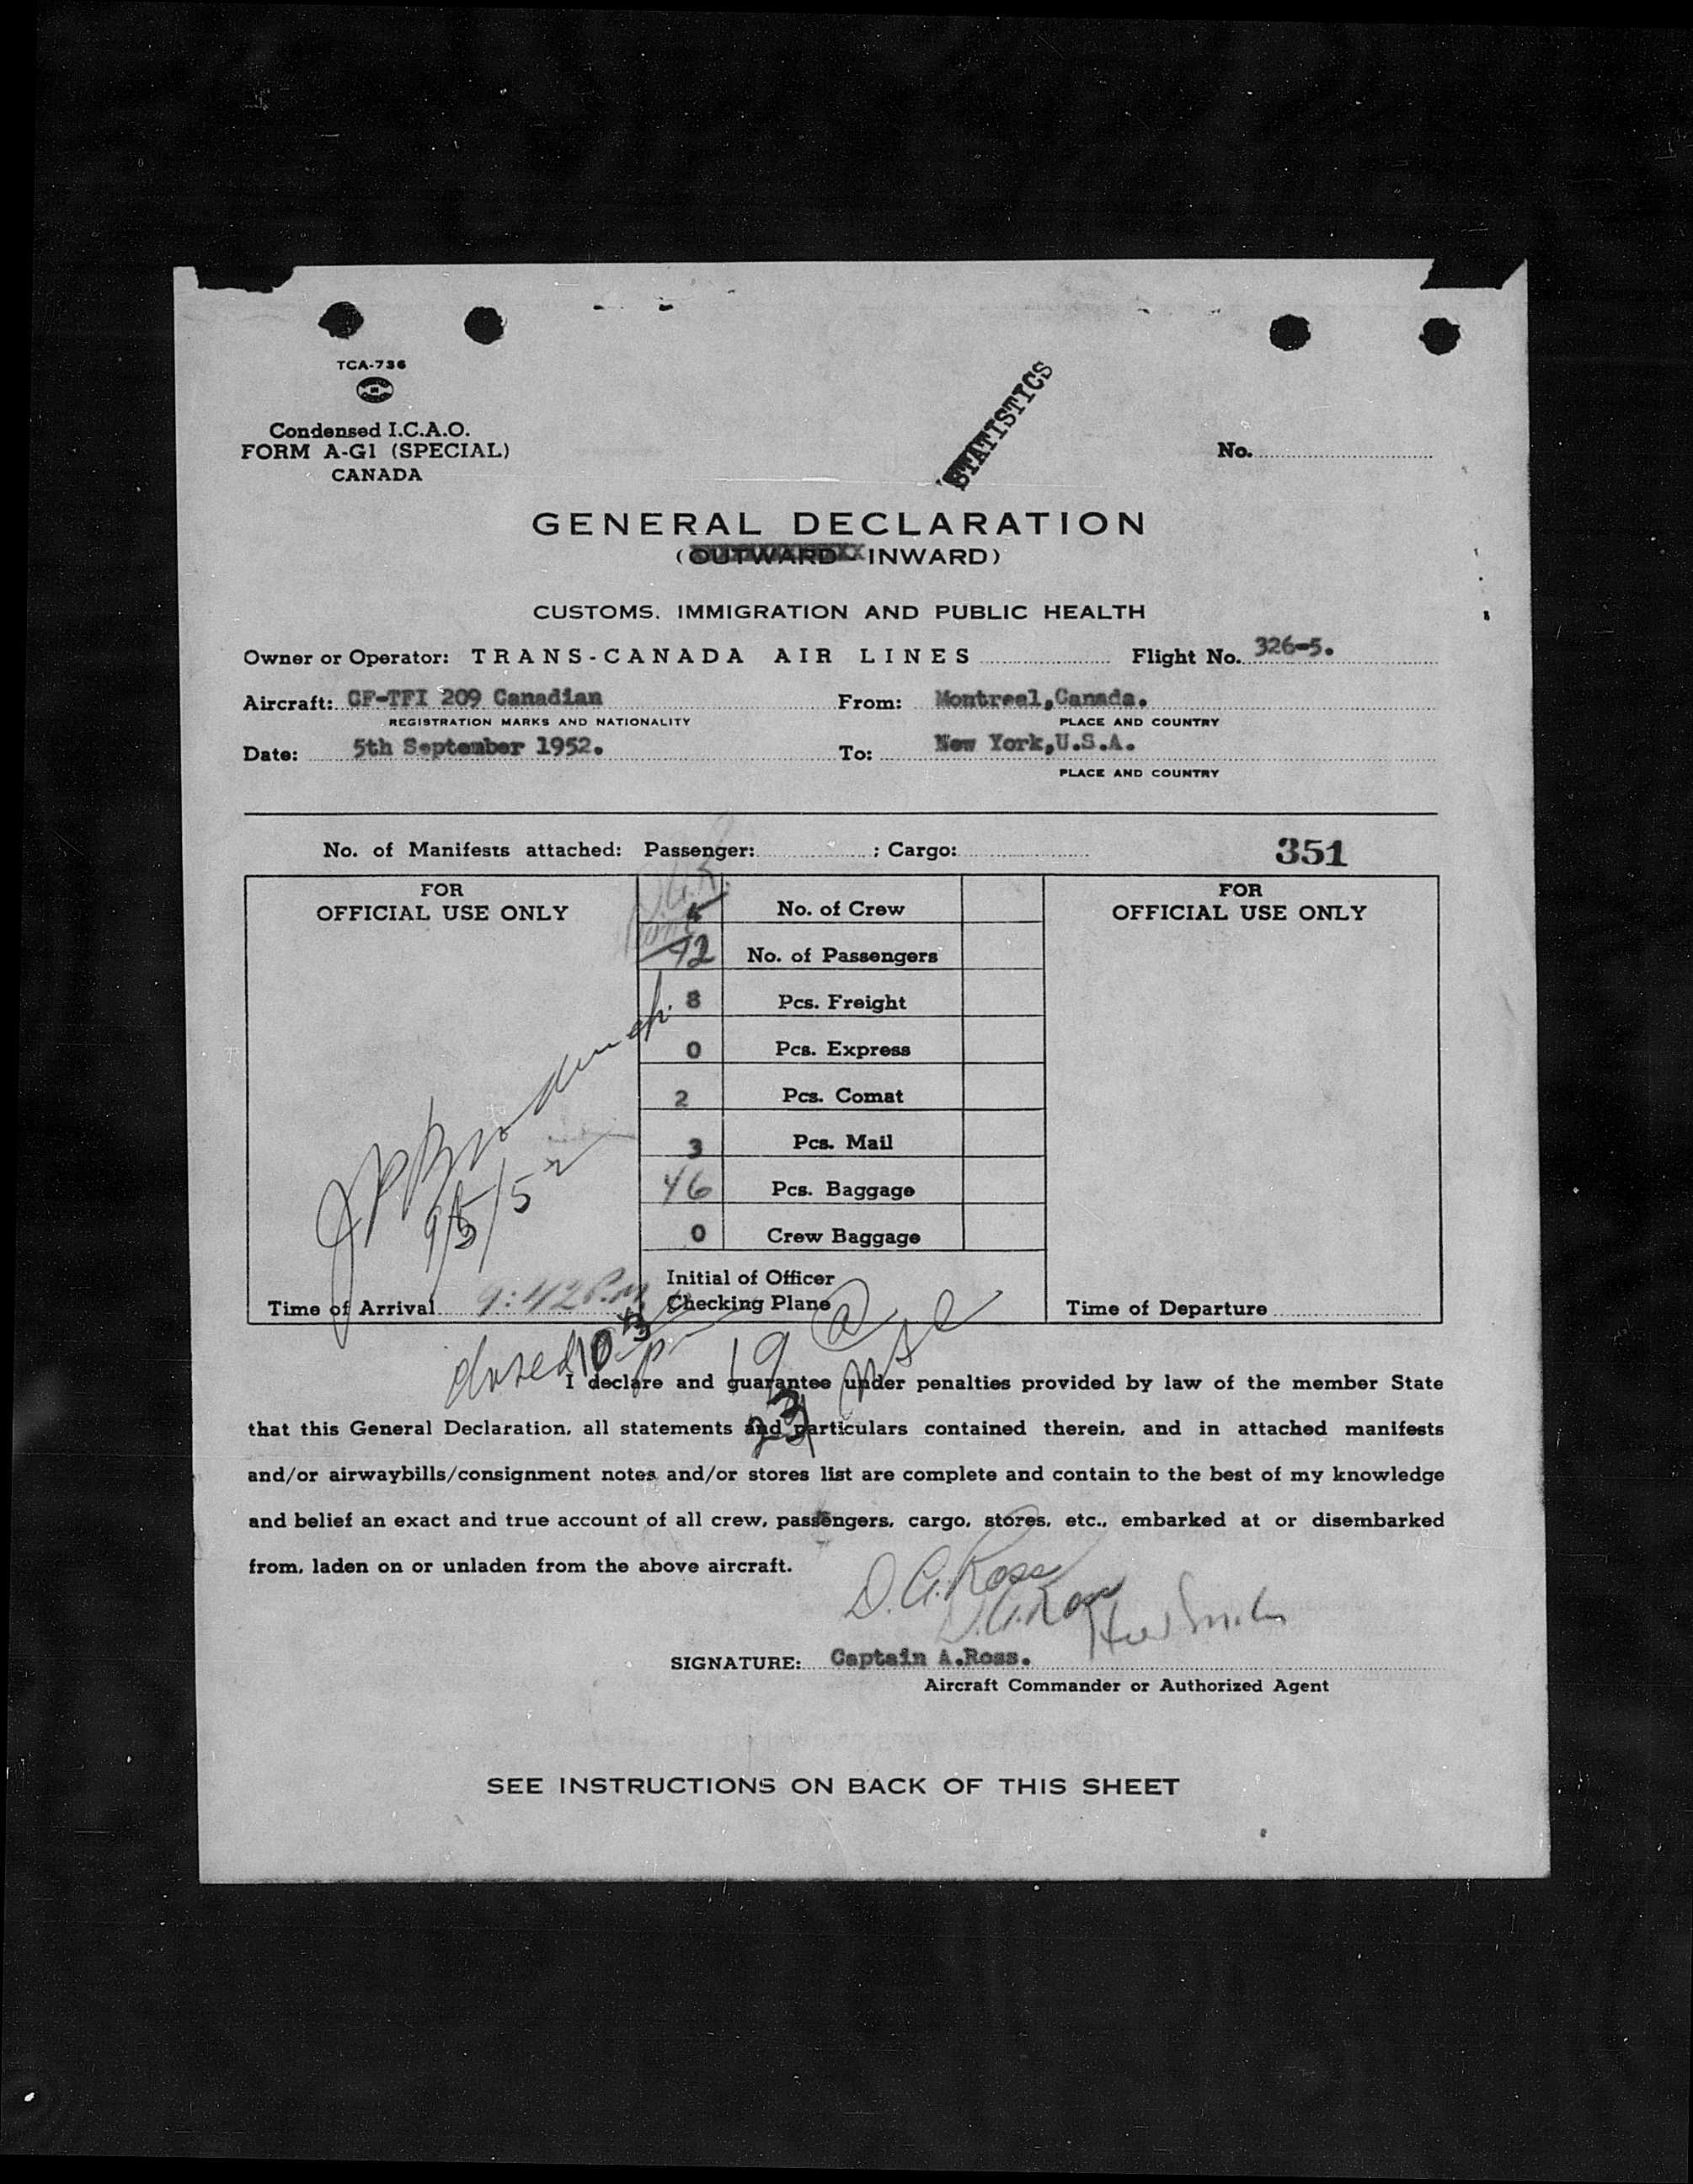 TCA-736
Condensed I.C.A.O.
FORM A-G1 (SPECIAL)
CANADA
STATISTICS
No.
GENERAL DECLARATION
(OUTWARD - INWARD)
CUSTOMS, IMMIGRATION AND PUBLIC HEALTH
Owner or Operator: TRANS-CANADA AIR LINES Flight No. 326-5.
Aircraft: CF-TFI 209 Canadian From: Montreal,Canada.
REGISTRATION MARKS AND NATIONALITY PLACE AND COUNTRY
Date: 5th September 1952. To: New York,U.S.A.
PLACE AND COUNTRY
No. of Manifests attached: Passenger: ; Cargo: 351
FOR
OFFICIAL USE ONLY
No. of Crew
FOR
OFFICIAL USE ONLY
No. of Passengers
8 Pcs. Freight
0 Pcs. Express
2 Pcs. Comat
3 Pcs. Mail
46 Pcs. Baggage
0 Crew Baggage
9/5/52
Time of Arrival 9:42 P.M.
Initial of Officer
Checking Plane
Time of Departure
closed 10
19
23
I declare and guarantee under penalties provided by law of the member State
that this General Declaration, all statements and particulars contained therein, and in attached manifests
and/or airwaybills/consignment notes and/or stores list are complete and contain to the best of my knowledge
and belief an exact and true account of all crew, passengers, cargo, stores, etc., embarked at or disembarked
from, laden on or unladen from the above aircraft.
D.A. Ross
D.A. Ross
SIGNATURE: Captain A.Ross.
Aircraft Commander or Authorized Agent
SEE INSTRUCTIONS ON BACK OF THIS SHEET